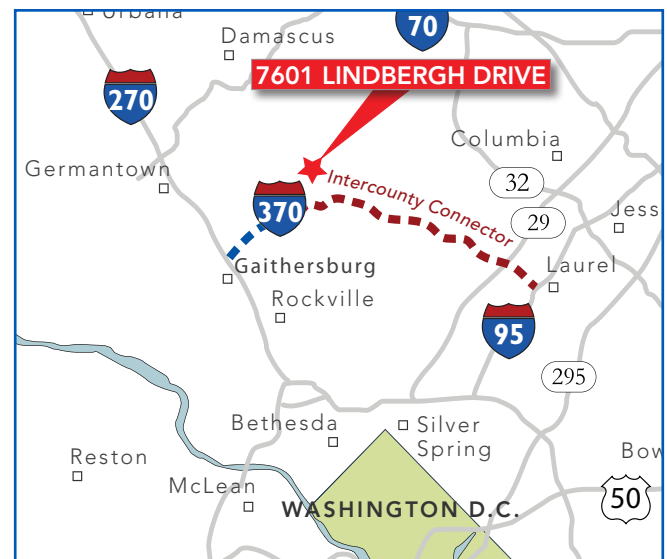 Urbana
Damascus
70
7601 LINDBERGH DRIVE
270
Columbia
Germantown
32
Intercounty Connector
370
29
Jess
Gaithersburg
Laurel
Rockville
95
295
Bethesda
Silver
Spring
Reston
Bow
McLean
50
WASHINGTON D.C.